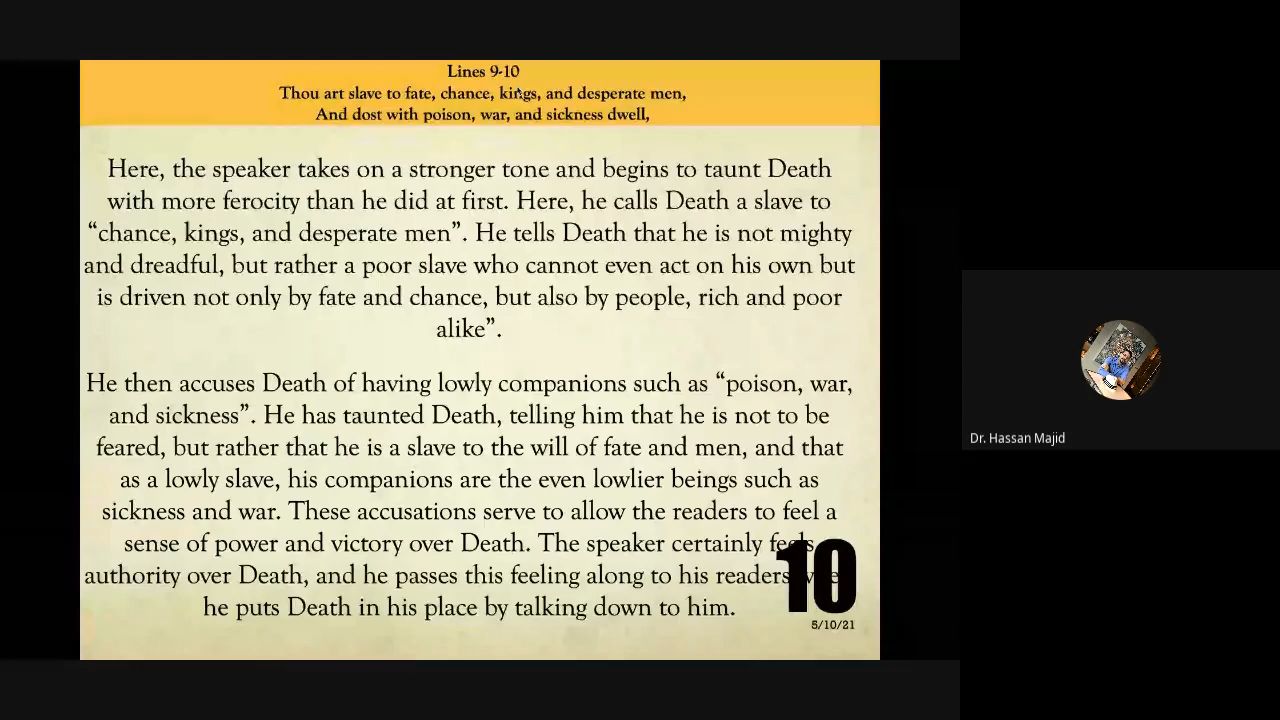 Lines 9-10
Thou art slave to fate, chance, kings, and desperate men,
And dost with poison, war, and sickness dwell,
Here, the speaker takes on a stronger tone and begins to taunt Death
with more ferocity than he did at first. Here, he calls Death a slave to
“chance, kings, and desperate men”. He tells Death that he is not mighty
and dreadful, but rather a poor slave who cannot even act on his own but
is driven not only by fate and chance, but also by people, rich and poor
alike”.
He then accuses Death of having lowly companions such as “poison, war,
and sickness”. He has taunted Death, telling him that he is not to be
feared, but rather that he is a slave to the will of fate and men, and that
as a lowly slave, his companions are the even lowlier beings such as
sickness and war. These accusations serve to allow the readers to feel a
sense of power and victory over Death. The speaker certainly feels
authority over Death, and he passes this feeling along to his readers
he puts Death in his place by talking down to him.
10
5/10/21
Dr. Hassan Majid